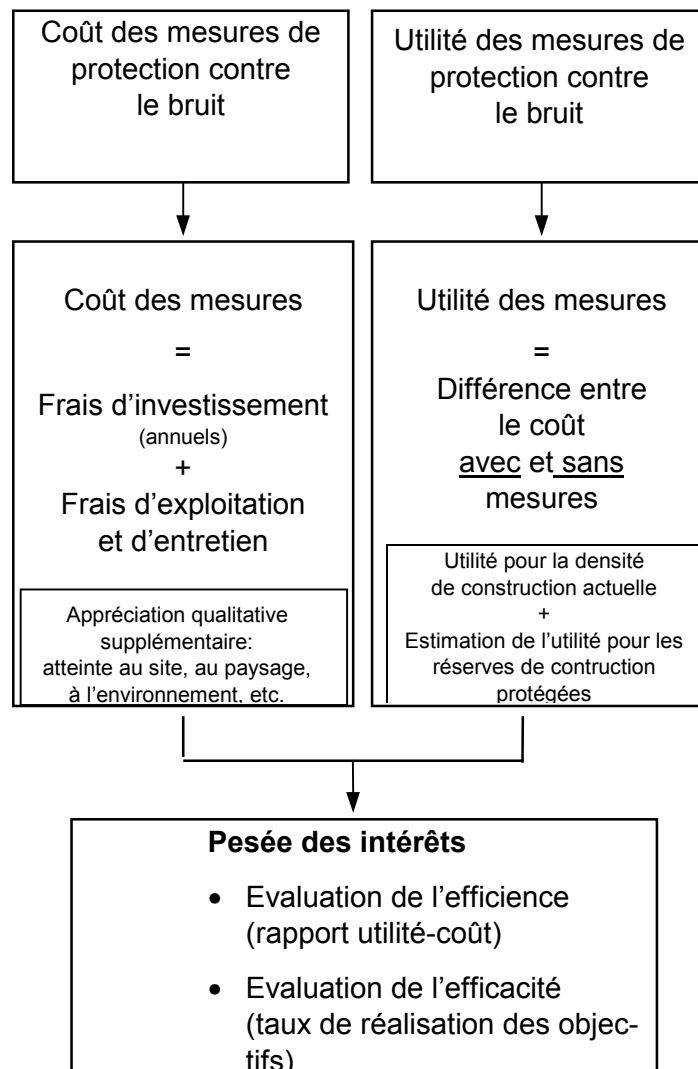 Coût des mesures de
protection contre
le bruit
Utilité des mesures de
protection contre
le bruit
Coût des mesures
=
Frais d’investissement
(annuels)
+
Frais d’exploitation
et d’entretien
Appréciation qualitative
supplémentaire:
atteinte au site, au paysage,
à l’environnement, etc.
Utilité des mesures
=
Différence entre
le coût
avec et sans
mesures
Utilité pour la densité
de construction actuelle
+
Estimation de l’utilité pour les
réserves de contruction
protégées
Pesée des intérêts
• Evaluation de l’efficience
(rapport utilité-coût)
• Evaluation de l’efficacité
(taux de réalisation des objec-
tifs)